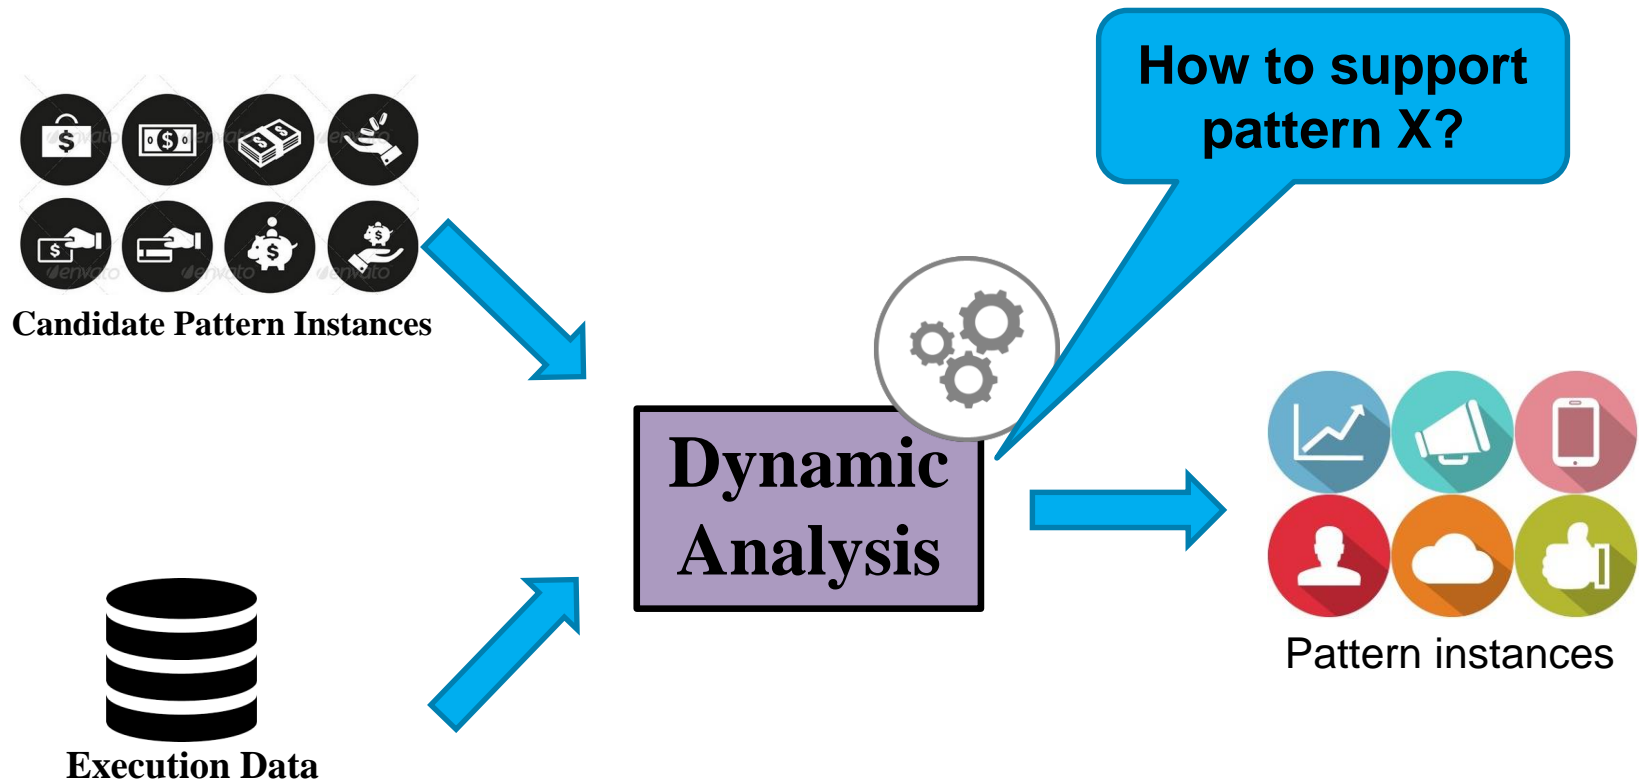 How to support
pattern X?
Candidate Pattern Instances
Dynamic
Analysis
Pattern instances
Execution Data